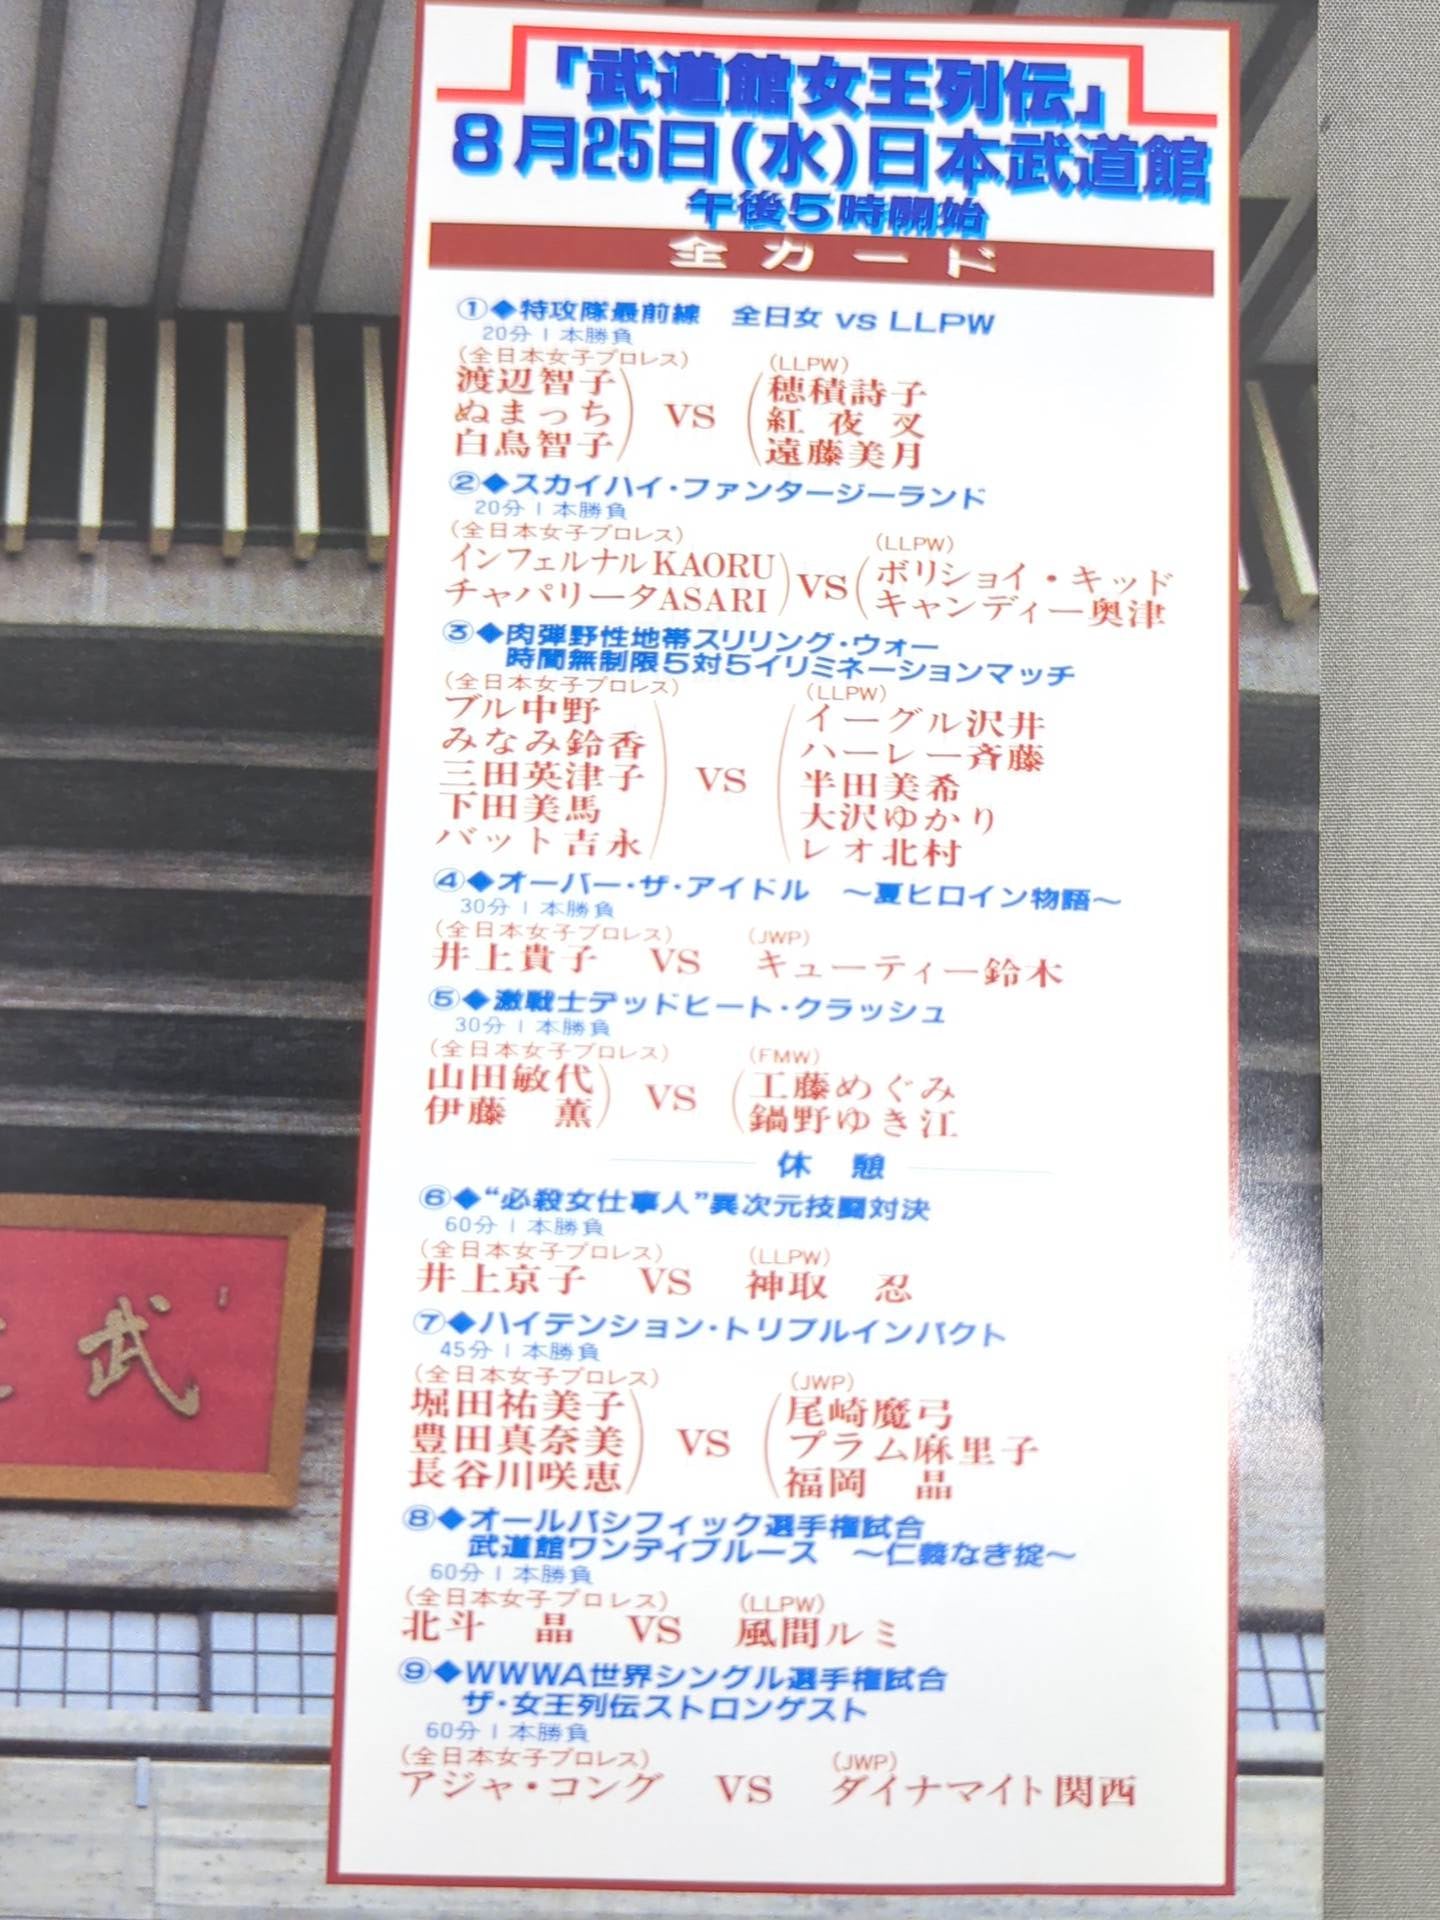 「武道館女王列伝」
8月25日(水)日本武道館
午後5時開始
全カード
①◆特攻隊最前線 全日女 vs LLPW
20分1本勝負
(全日本女子プロレス) (LLPW)
渡辺智子 穂積詩子
ぬまっち VS 紅夜叉
白鳥智子 遠藤美月
②◆スカイハイ・ファンタージーランド
20分1本勝負
(全日本女子プロレス) (LLPW)
インフェルナルKAORU VS ボリショイ・キッド
チャパリータASARI キャンディー奥津
③◆肉弾野性地帯スリリング・ウォー
時間無制限5対5イリミネーションマッチ
(全日本女子プロレス) (LLPW)
ブル中野 イーグル沢井
みなみ鈴香 ハーレー斉藤
三田英津子 VS 半田美希
下田美馬 大沢ゆかり
バット吉永 レオ北村
④◆オーバー・ザ・アイドル ～夏ヒロイン物語～
30分1本勝負
(全日本女子プロレス) (JWP)
井上貴子 VS キューティー鈴木
⑤◆激戦士デッドヒート・クラッシュ
30分1本勝負
(全日本女子プロレス) (FMW)
山田敏代 VS 工藤めぐみ
伊藤 薫 鍋野ゆき江
休憩
⑥◆“必殺女仕事人”異次元技闘対決
60分1本勝負
(全日本女子プロレス) (LLPW)
井上京子 VS 神取 忍
⑦◆ハイテンション・トリプルインパクト
45分1本勝負
(全日本女子プロレス) (JWP)
堀田祐美子 尾崎魔弓
豊田真奈美 VS プラム麻里子
長谷川咲恵 福岡 晶
⑧◆オールパシフィック選手権試合
武道館ワンデイブルース ～仁義なき掟～
60分1本勝負
(全日本女子プロレス) (LLPW)
北斗 晶 VS 風間ルミ
⑨◆WWWA世界シングル選手権試合
ザ・女王列伝ストロンゲスト
60分1本勝負
(全日本女子プロレス) (JWP)
アジャ・コング VS ダイナマイト関西
武